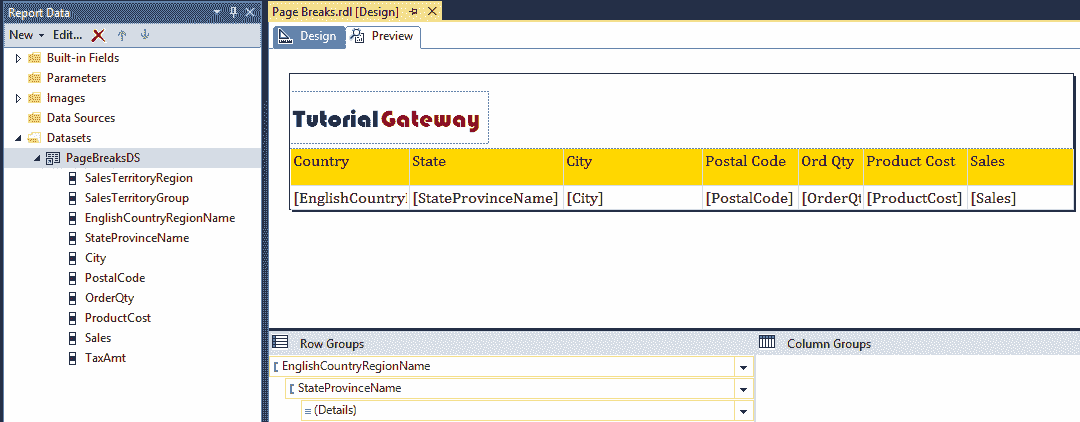 Report Data
New Edit...
Built-in Fields
Parameters
Images
Data Sources
Datasets
PageBreaksDS
SalesTerritoryRegion
SalesTerritoryGroup
EnglishCountryRegionName
StateProvinceName
City
PostalCode
OrderQty
ProductCost
Sales
TaxAmt
Page Breaks.rdl [Design]
Design Preview
TutorialGateway
Country State City Postal Code Ord Qty Product Cost Sales
[EnglishCountry [StateProvinceName] [City] [PostalCode] [OrderQt [ProductCost] [Sales]
Row Groups Column Groups
EnglishCountryRegionName
StateProvinceName
(Details)